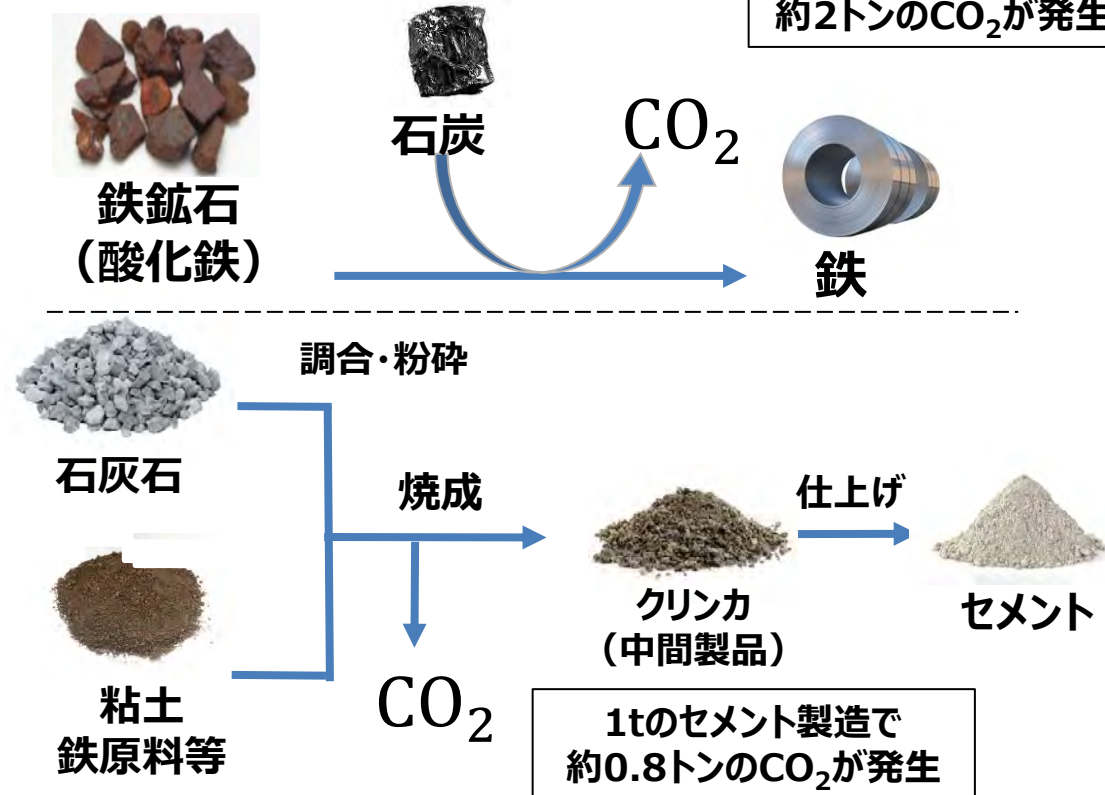 約2トンのCO₂が発生
石炭
CO₂
鉄鉱石
（酸化鉄）
鉄
調合・粉砕
石灰石
焼成
仕上げ
クリンカ
（中間製品）
セメント
粘土
鉄原料等
CO₂
1tのセメント製造で
約0.8トンのCO₂が発生